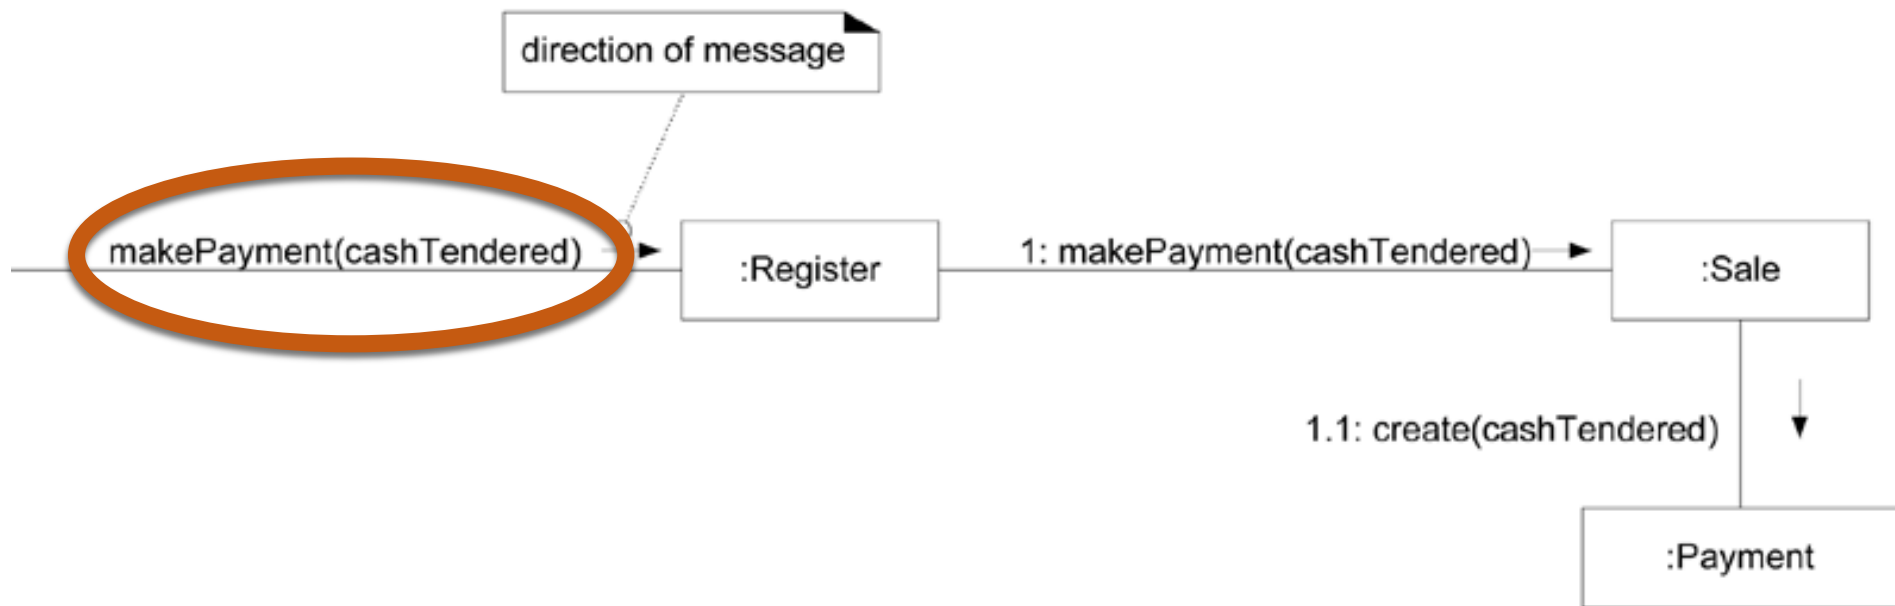 direction of message
makePayment(cashTendered)
:Register
1: makePayment(cashTendered)
:Sale
1.1: create(cashTendered)
:Payment